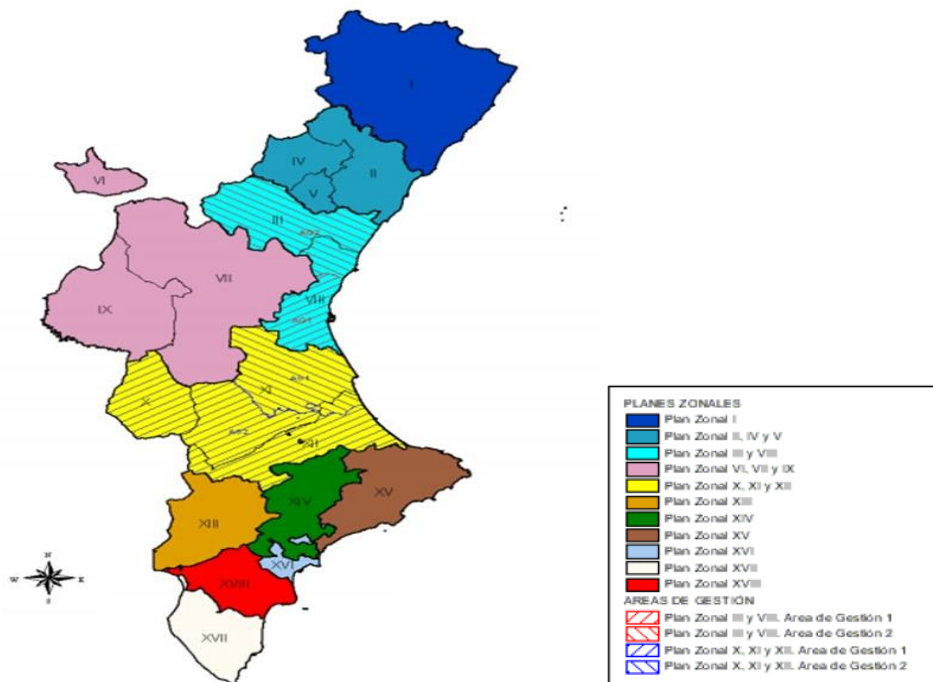 I
IV
II
V
VI
III
AG2
VII
VIII
IX
AG1
XI
AG1
X
AG2
XII
XIV
XV
XIII
XVI
XVIII
XVII
N
W E
S
PLANES ZONALES
Plan Zonal I
Plan Zonal II, IV y V
Plan Zonal III y VIII
Plan Zonal VI, VII y IX
Plan Zonal X, XI y XII
Plan Zonal XIII
Plan Zonal XIV
Plan Zonal XV
Plan Zonal XVI
Plan Zonal XVII
Plan Zonal XVIII
AREAS DE GESTIÓN
Plan Zonal III y VIII. Area de Gestión 1
Plan Zonal III y VIII. Area de Gestión 2
Plan Zonal X, XI y XII. Area de Gestión 1
Plan Zonal X, XI y XII. Area de Gestión 2